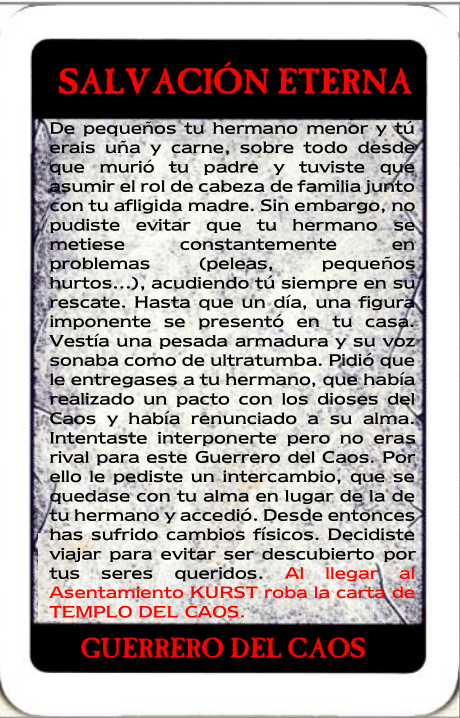 SALVACIÓN ETERNA
De pequeños tu hermano menor y tú
erais uña y carne, sobre todo desde
que murió tu padre y tuviste que
asumir el rol de cabeza de familia junto
con tu afligida madre. Sin embargo, no
pudiste evitar que tu hermano se
metiese constantemente en
problemas (peleas, pequeños
hurtos...), acudiendo tú siempre en su
rescate. Hasta que un día, una figura
imponente se presentó en tu casa.
Vestía una pesada armadura y su voz
sonaba como de ultratumba. Pidió que
le entregases a tu hermano, que había
realizado un pacto con los dioses del
Caos y había renunciado a su alma.
Intentaste interponerte pero no eras
rival para este Guerrero del Caos. Por
ello le pediste un intercambio, que se
quedase con tu alma en lugar de la de
tu hermano y accedió. Desde entonces
has sufrido cambios físicos. Decidiste
viajar para evitar ser descubierto por
tus seres queridos. Al llegar al
Asentamiento KURST roba la carta de
TEMPLO DEL CAOS.
GUERRERO DEL CAOS